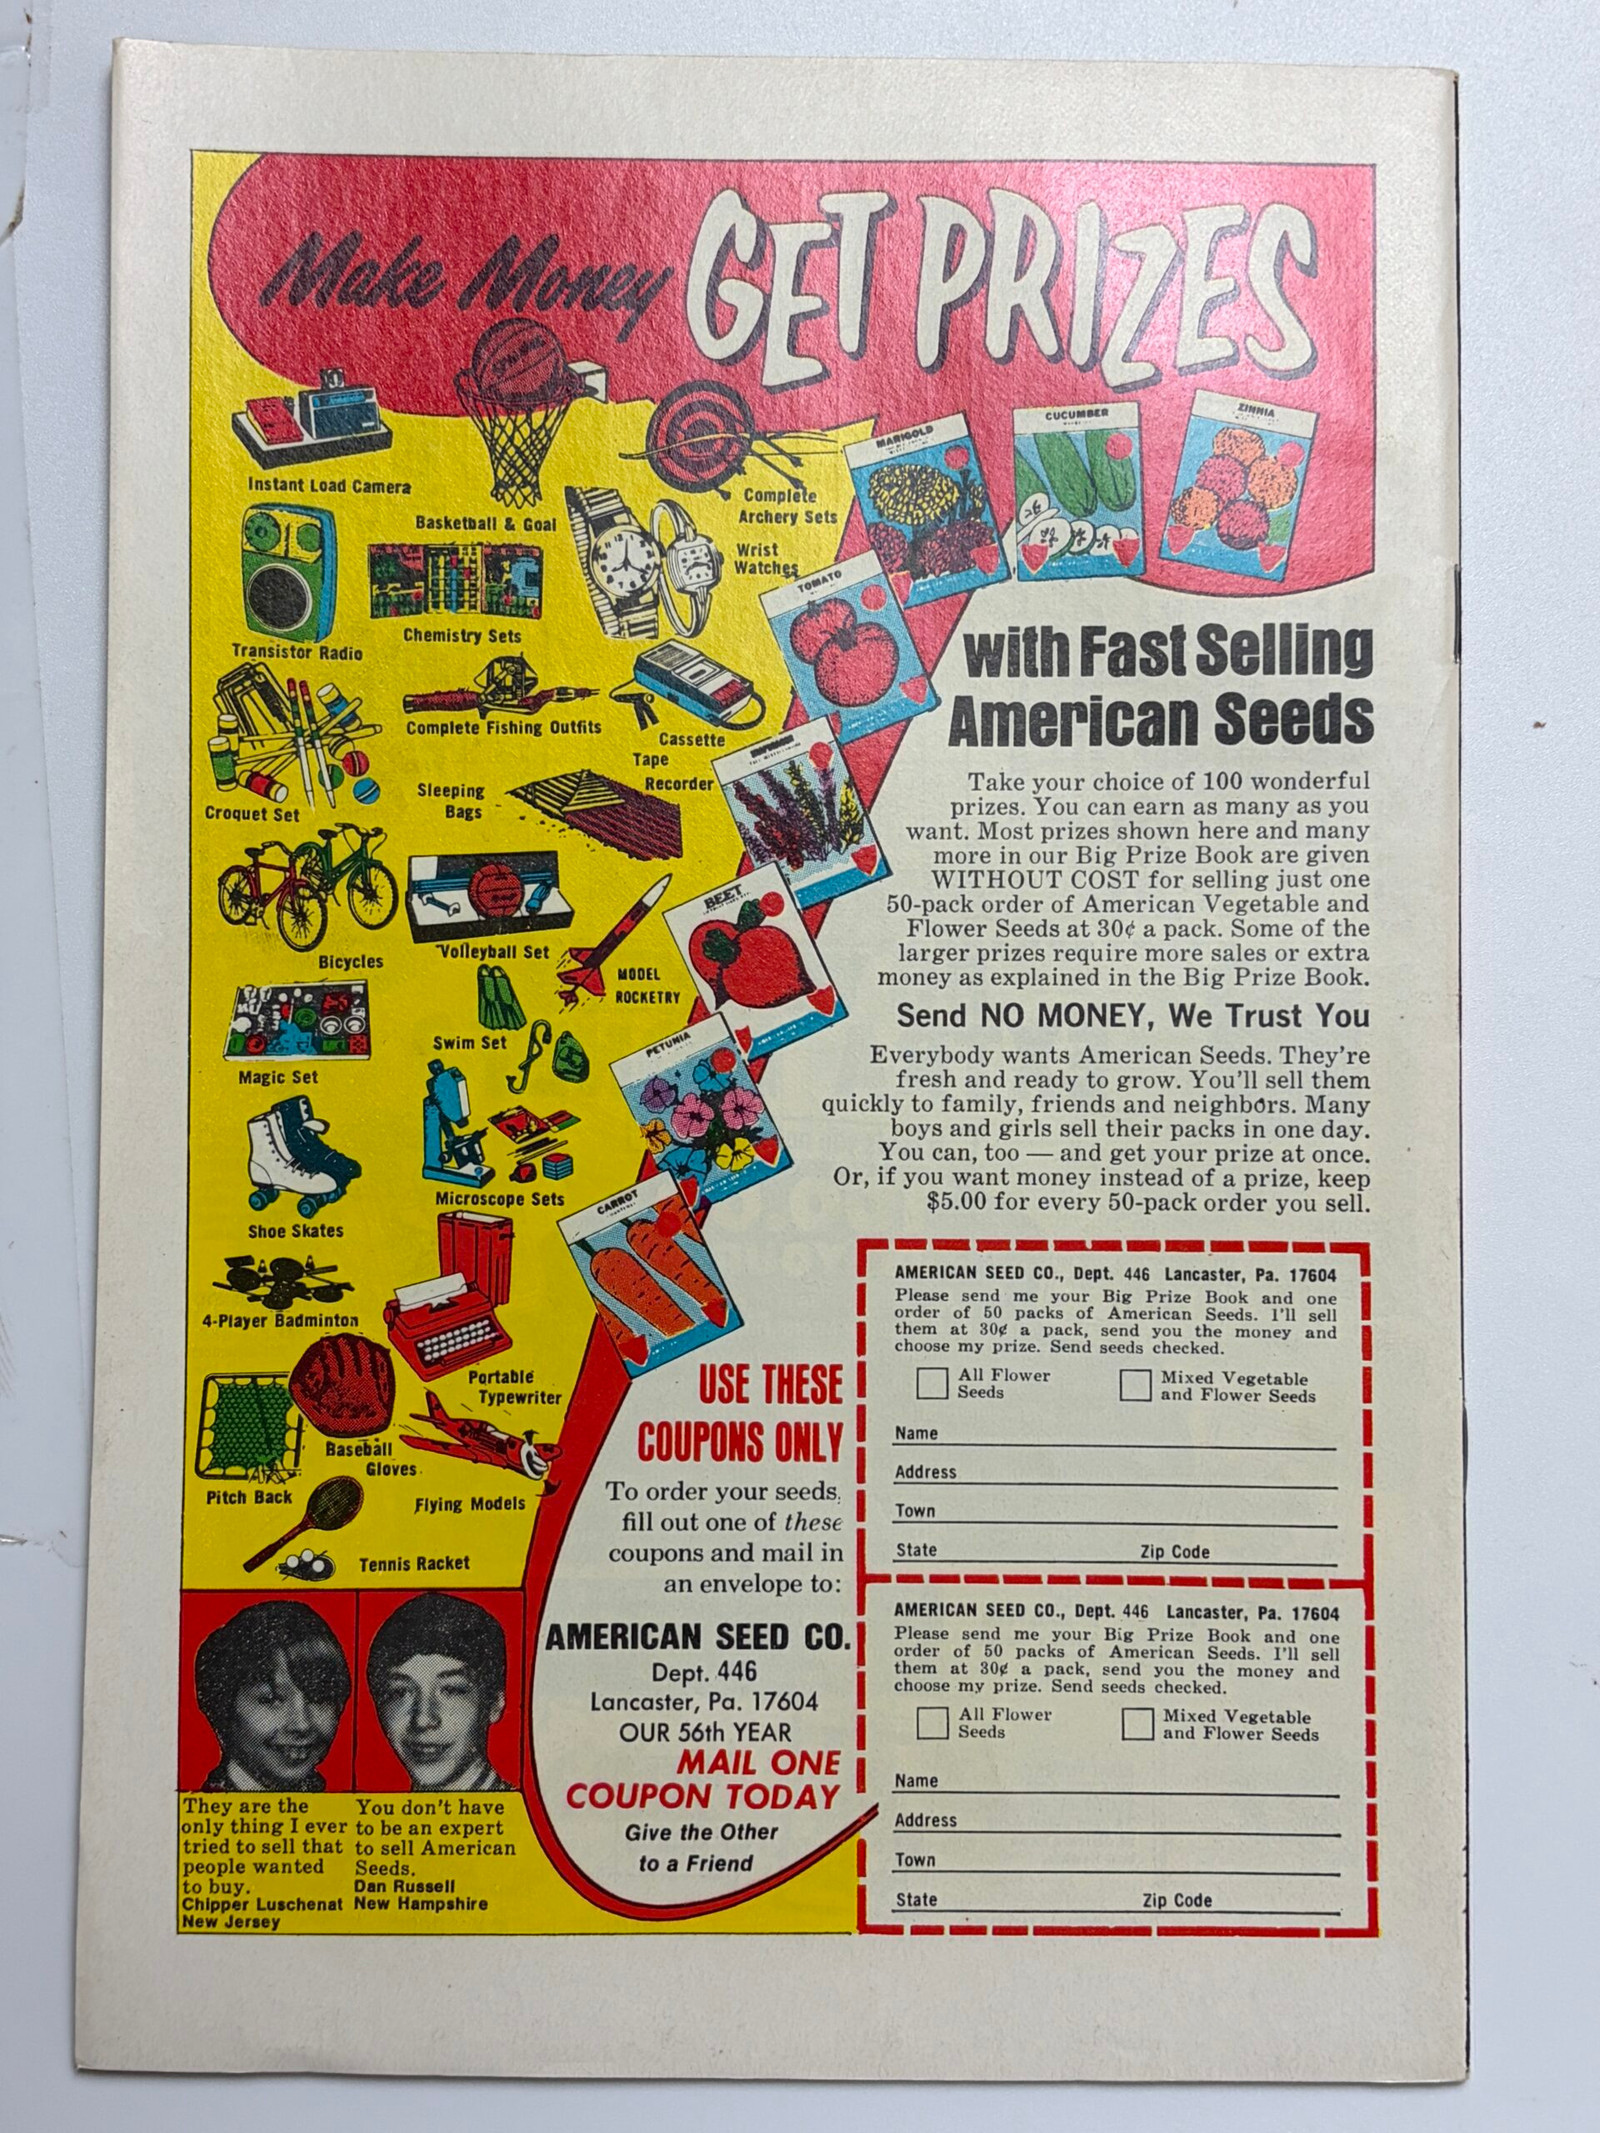 Make Money GET PRIZES
Instant Load Camera
Basketball & Goal
Complete
Archery Sets
Wrist
Watches
Transistor Radio
Chemistry Sets
Complete Fishing Outfits
Cassette
Tape
Recorder
Croquet Set
Sleeping
Bags
Bicycles
Volleyball Set
MODEL
ROCKETRY
Magic Set
Swim Set
Shoe Skates
Microscope Sets
4-Player Badminton
Portable
Typewriter
Baseball
Gloves
Pitch Back
Flying Models
Tennis Racket
MARIGOLD
CUCUMBER
ZINNIA
TOMATO
BEET
PETUNIA
CARROT
with Fast Selling
American Seeds
Take your choice of 100 wonderful
prizes. You can earn as many as you
want. Most prizes shown here and many
more in our Big Prize Book are given
WITHOUT COST for selling just one
50-pack order of American Vegetable and
Flower Seeds at 30¢ a pack. Some of the
larger prizes require more sales or extra
money as explained in the Big Prize Book.
Send NO MONEY, We Trust You
Everybody wants American Seeds. They're
fresh and ready to grow. You'll sell them
quickly to family, friends and neighbors. Many
boys and girls sell their packs in one day.
You can, too — and get your prize at once.
Or, if you want money instead of a prize, keep
$5.00 for every 50-pack order you sell.
USE THESE
COUPONS ONLY
To order your seeds,
fill out one of these
coupons and mail in
an envelope to:
AMERICAN SEED CO.
Dept. 446
Lancaster, Pa. 17604
OUR 56th YEAR
MAIL ONE
COUPON TODAY
Give the Other
to a Friend
AMERICAN SEED CO., Dept. 446 Lancaster, Pa. 17604
Please send me your Big Prize Book and one
order of 50 packs of American Seeds. I'll sell
them at 30¢ a pack, send you the money and
choose my prize. Send seeds checked.
All Flower
Seeds
Mixed Vegetable
and Flower Seeds
Name
Address
Town
State Zip Code
AMERICAN SEED CO., Dept. 446 Lancaster, Pa. 17604
Please send me your Big Prize Book and one
order of 50 packs of American Seeds. I'll sell
them at 30¢ a pack, send you the money and
choose my prize. Send seeds checked.
All Flower
Seeds
Mixed Vegetable
and Flower Seeds
Name
Address
Town
State Zip Code
They are the
only thing I ever
tried to sell that
people wanted
to buy.
Chipper Luschenat
New Jersey
You don't have
to be an expert
to sell American
Seeds.
Dan Russell
New Hampshire